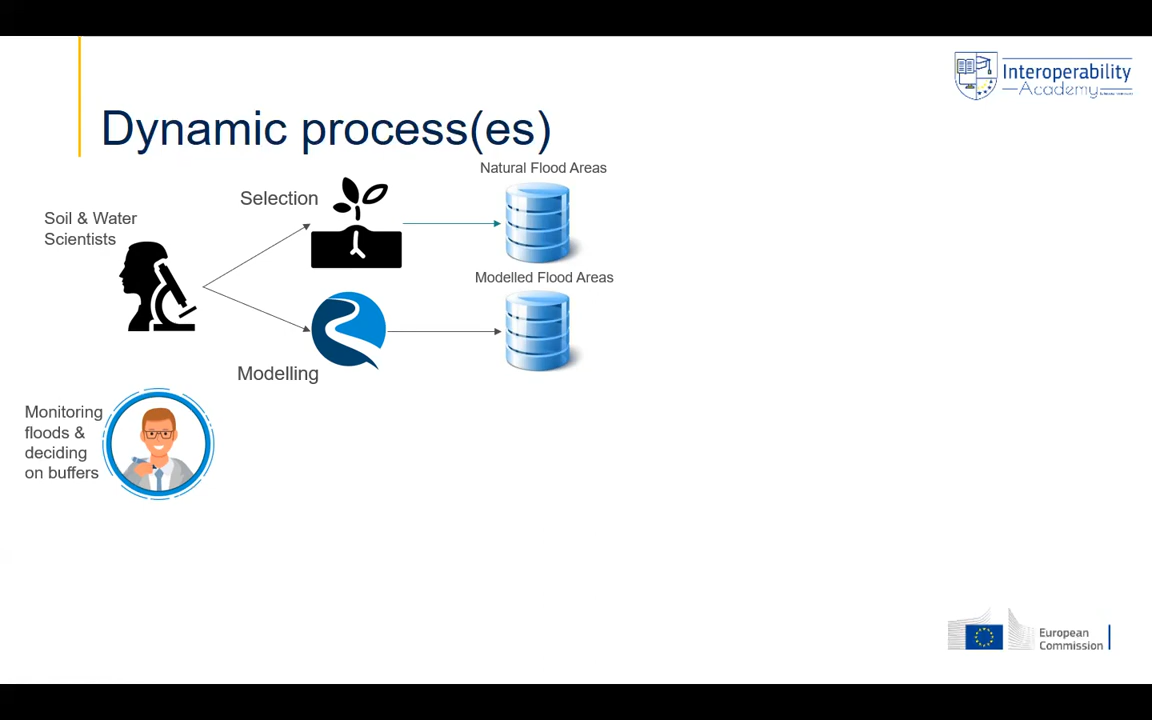 Interoperability
Academy
Dynamic process(es)
Natural Flood Areas
Selection
Soil & Water
Scientists
Modelled Flood Areas
Modelling
Monitoring
floods &
deciding
on buffers
European
Commission